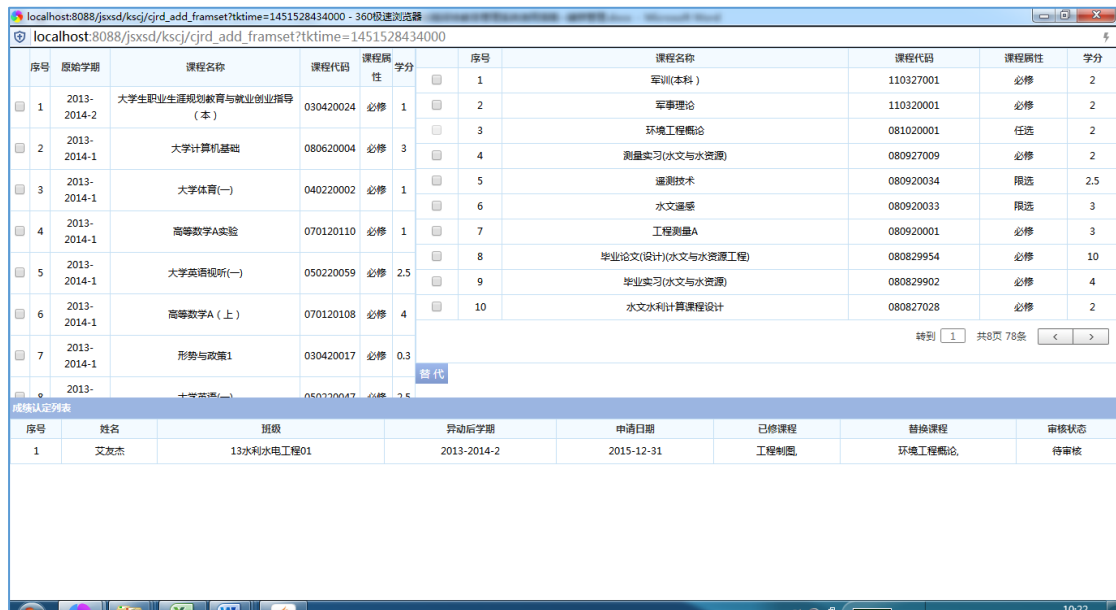 localhost:8088/jsxsd/kscj/cjrd_add_framset?tktime=1451528434000 - 360极速浏览器
localhost:8088/jsxsd/kscj/cjrd_add_framset?tktime=1451528434000
序号 原始学期 课程名称 课程代码 课程属性 学分
1 2013-2014-2 大学生职业生涯规划教育与就业创业指导(本) 030420024 必修 1
2 2013-2014-1 大学计算机基础 080620004 必修 3
3 2013-2014-1 大学体育(一) 040220002 必修 1
4 2013-2014-1 高等数学A实验 070120110 必修 1
5 2013-2014-1 大学英语视听(一) 050220059 必修 2.5
6 2013-2014-1 高等数学A(上) 070120108 必修 4
7 2013-2014-1 形势与政策1 030420017 必修 0.3
8 2013- 大学英语(一) 050220047 必修 2.5
序号 课程名称 课程代码 课程属性 学分
1 军训(本科) 110327001 必修 2
2 军事理论 110320001 必修 2
3 环境工程概论 081020001 任选 2
4 测量实习(水文与水资源) 080927009 必修 2
5 遥测技术 080920034 限选 2.5
6 水文遥感 080920033 限选 3
7 工程测量A 080920001 必修 3
8 毕业论文(设计)(水文与水资源工程) 080829954 必修 10
9 毕业实习(水文与水资源) 080829902 必修 4
10 水文水利计算课程设计 080827028 必修 2
转到 1 共8页 78条 < >
替代
成绩认定列表
序号 姓名 班级 异动后学期 申请日期 已修课程 替换课程 审核状态
1 艾友杰 13水利水电工程01 2013-2014-2 2015-12-31 工程制图, 环境工程概论, 待审核
10:22